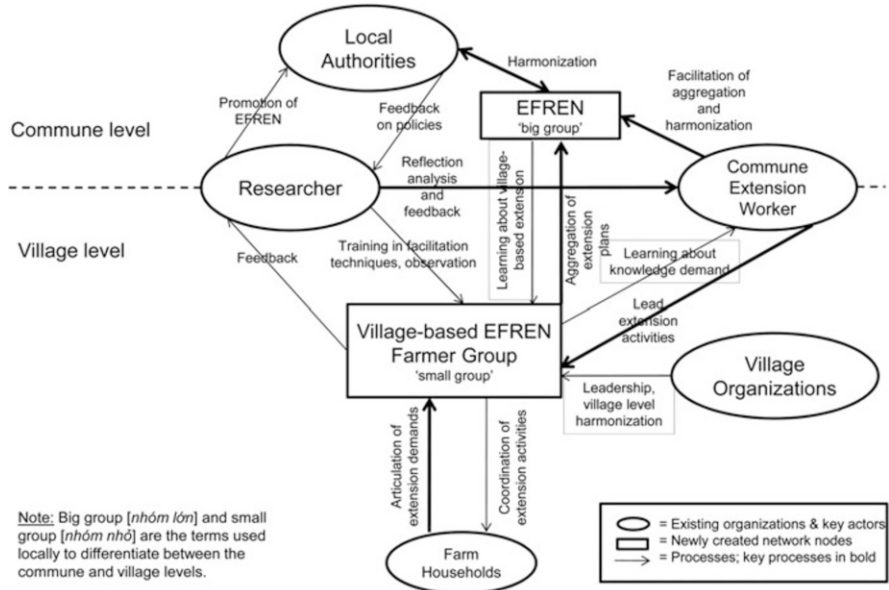 Local
Authorities
Harmonization
Facilitation of
aggregation
and
harmonization
Promotion of
EFREN
Feedback
on policies
EFREN
'big group'
Commune level
Researcher
Reflection
analysis
and
feedback
Commune
Extension
Worker
Village level
Feedback
Training in facilitation
techniques, observation
Learning about village-
based extension
Aggregation of
extension
plans
Learning about
knowledge demand
Lead
extension
activities
Village-based EFREN
Farmer Group
'small group'
Village
Organizations
Leadership,
village level
harmonization
Articulation of
extension demands
Coordination of
extension activities
Farm
Households
Note: Big group [nhóm lớn] and small
group [nhóm nhỏ] are the terms used
locally to differentiate between the
commune and village levels.
= Existing organizations & key actors
= Newly created network nodes
= Processes; key processes in bold